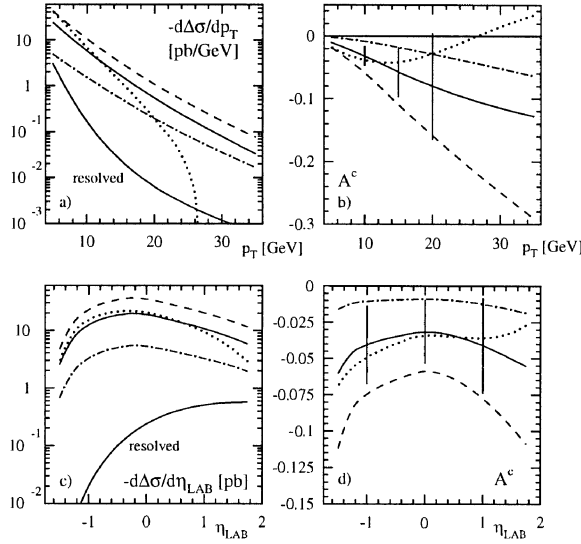 -dΔσ/dp_T
[pb/GeV]
10
1
10⁻¹
10⁻²
10⁻³
resolved
a)
10 20 30
p_T [GeV]
0
-0.1
-0.2
-0.3
A^c
b)
10 20 30
p_T [GeV]
10
1
10⁻¹
10⁻²
resolved
c)
-dΔσ/dη_LAB [pb]
-1 0 1 2
η_LAB
0
-0.025
-0.05
-0.075
-0.1
-0.125
-0.15
d)
A^c
-1 0 1 2
η_LAB